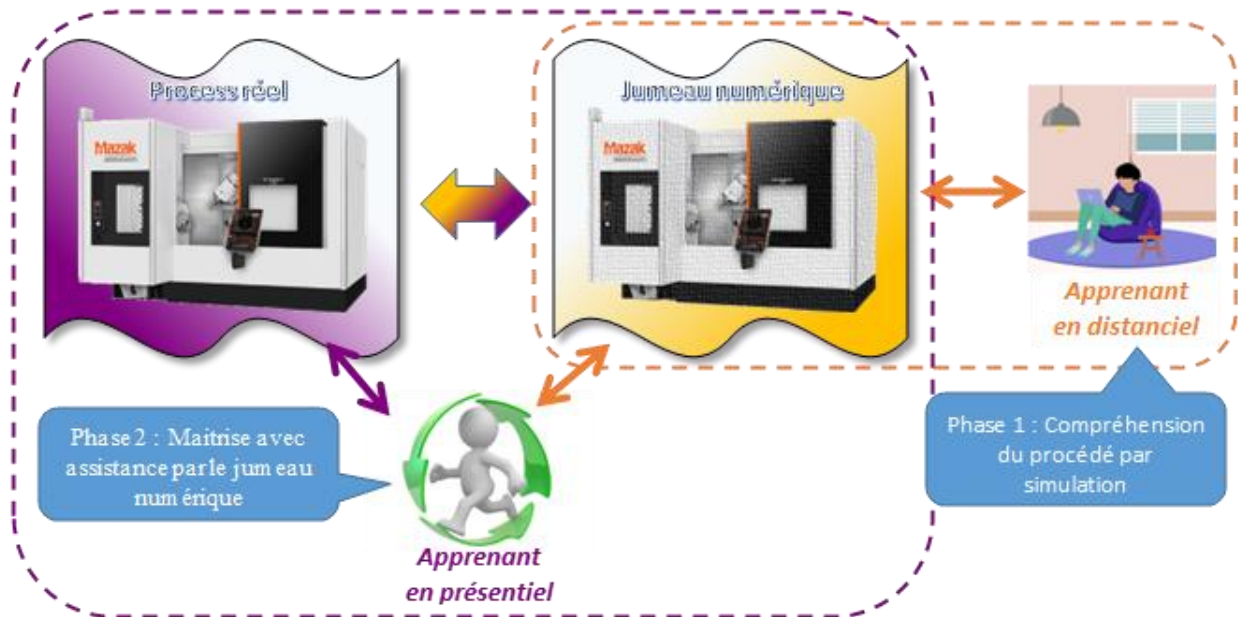 Process réel
Jumeau numérique
Mazak
Mazak
Apprenant
en distanciel
Phase 2 : Maitrise avec
assistance par le jumeau
numérique
Phase 1 : Compréhension
du procédé par
simulation
Apprenant
en présentiel